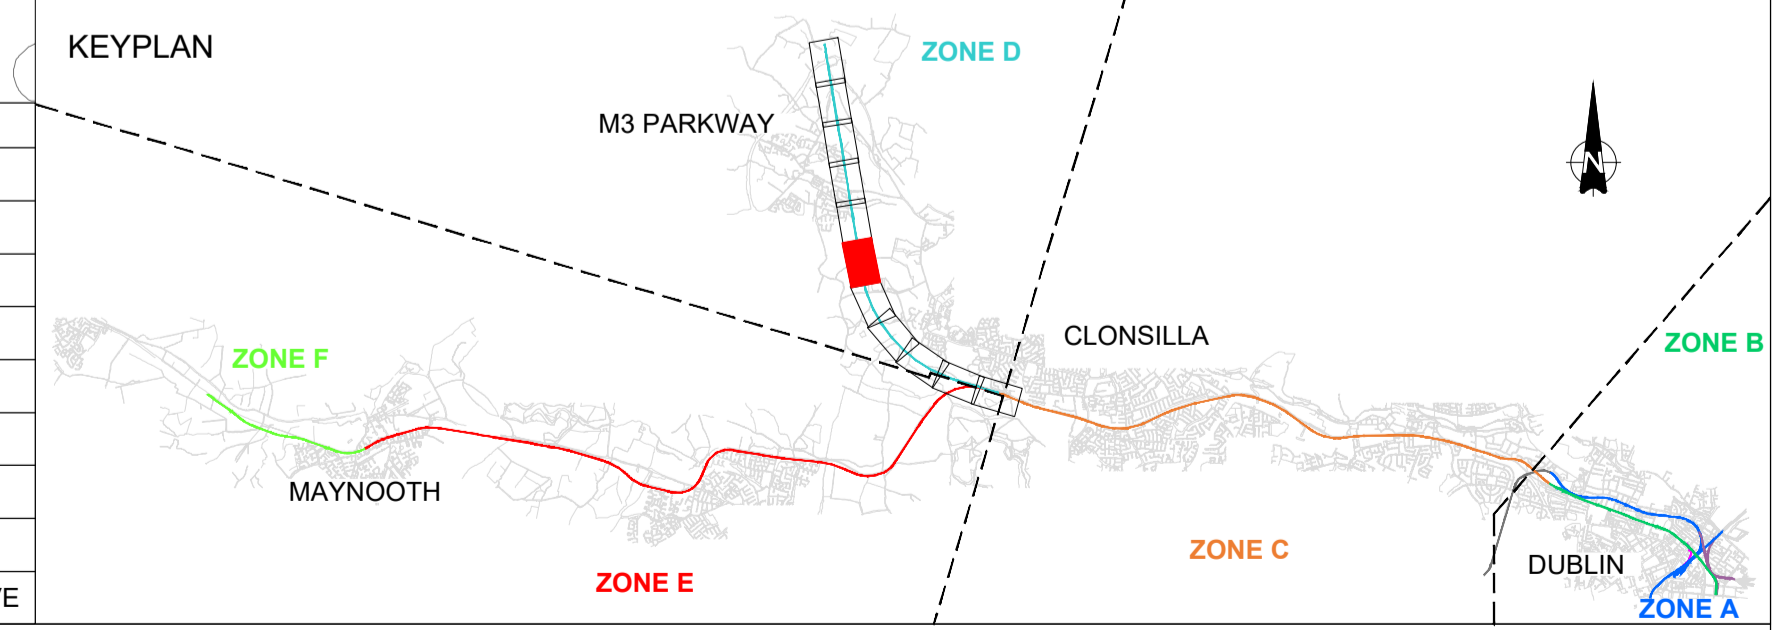 KEYPLAN
ZONE D
M3 PARKWAY
N
CLONSILLA
ZONE B
ZONE F
MAYNOOTH
ZONE C
DUBLIN
ZONE E
ZONE A